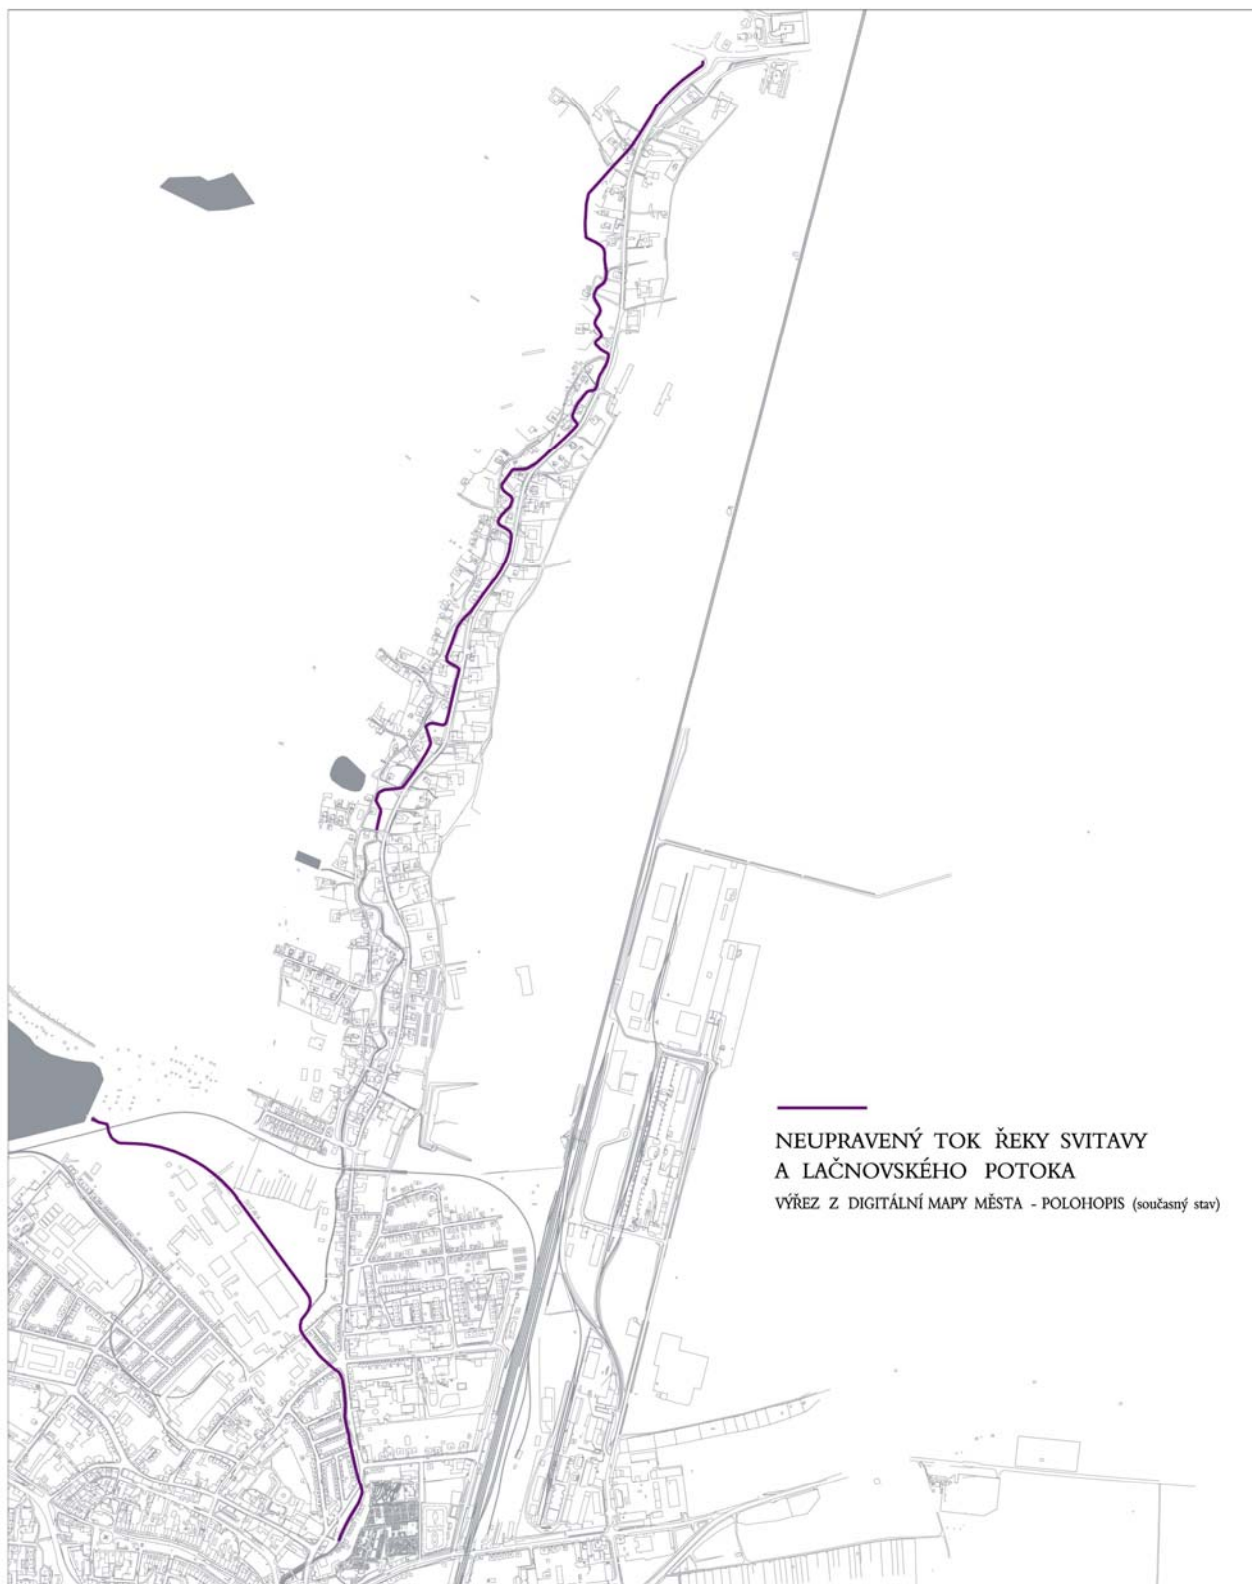 NEUPRAVENÝ TOK ŘEKY SVITAVY
A LAČNOVSKÉHO POTOKA
VÝŘEZ Z DIGITÁLNÍ MAPY MĚSTA - POLOHOPIS (současný stav)